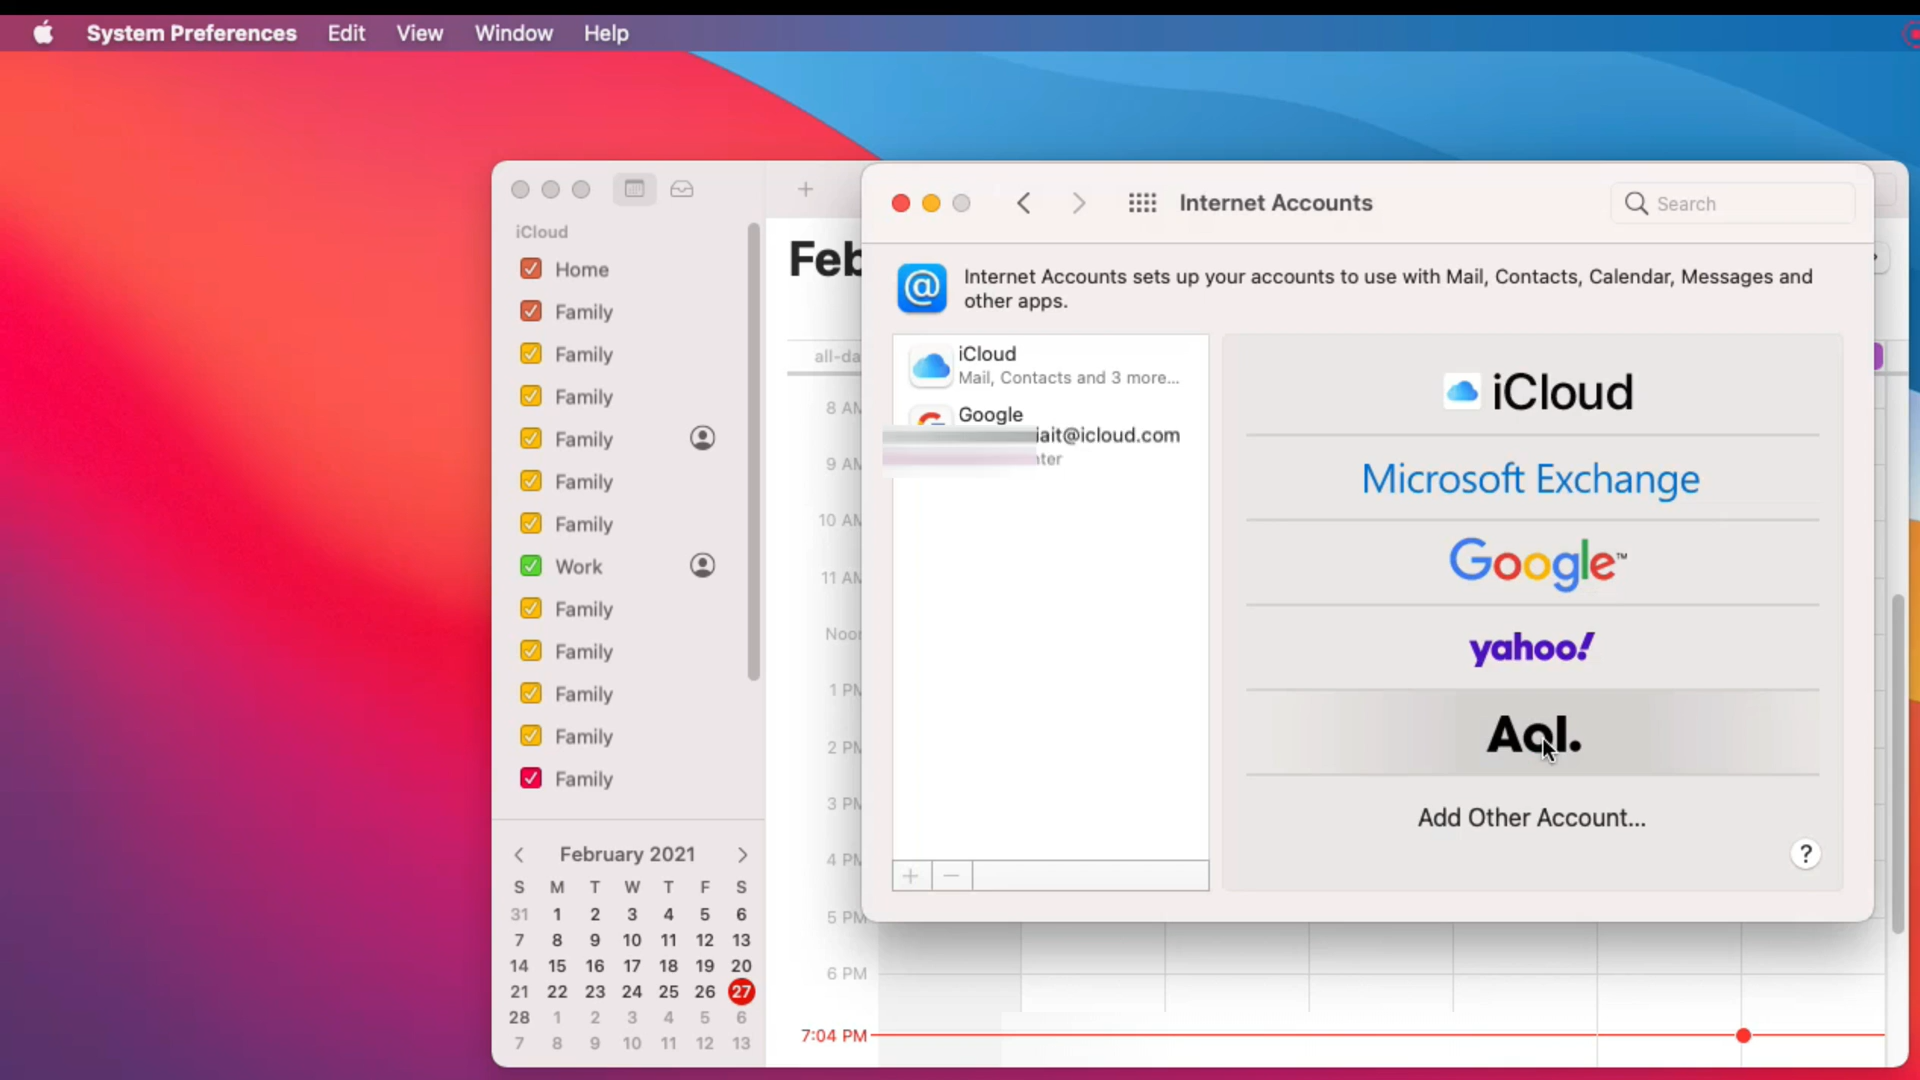 System Preferences Edit View Window Help
iCloud
Home
Family
Family
Family
Family
Family
Family
Work
Family
Family
Family
Family
Family
February 2021
S M T W T F S
31 1 2 3 4 5 6
7 8 9 10 11 12 13
14 15 16 17 18 19 20
21 22 23 24 25 26 27
28 1 2 3 4 5 6
7 8 9 10 11 12 13
Feb
all-da
8 AM
9 AM
10 AM
11 AM
Noon
1 PM
2 PM
3 PM
4 PM
5 PM
6 PM
7:04 PM
Internet Accounts
Search
Internet Accounts sets up your accounts to use with Mail, Contacts, Calendar, Messages and
other apps.
iCloud
Mail, Contacts and 3 more...
Google
iait@icloud.com
nter
iCloud
Microsoft Exchange
Google™
yahoo!
Aol.
Add Other Account...
?